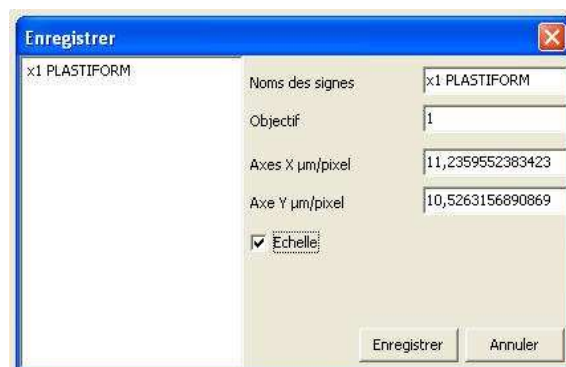 Enregistrer
x1 PLASTIFORM
Noms des signes
x1 PLASTIFORM
Objectif
1
Axes X µm/pixel
11,2359552383423
Axe Y µm/pixel
10,5263156890869
Echelle
Enregistrer
Annuler